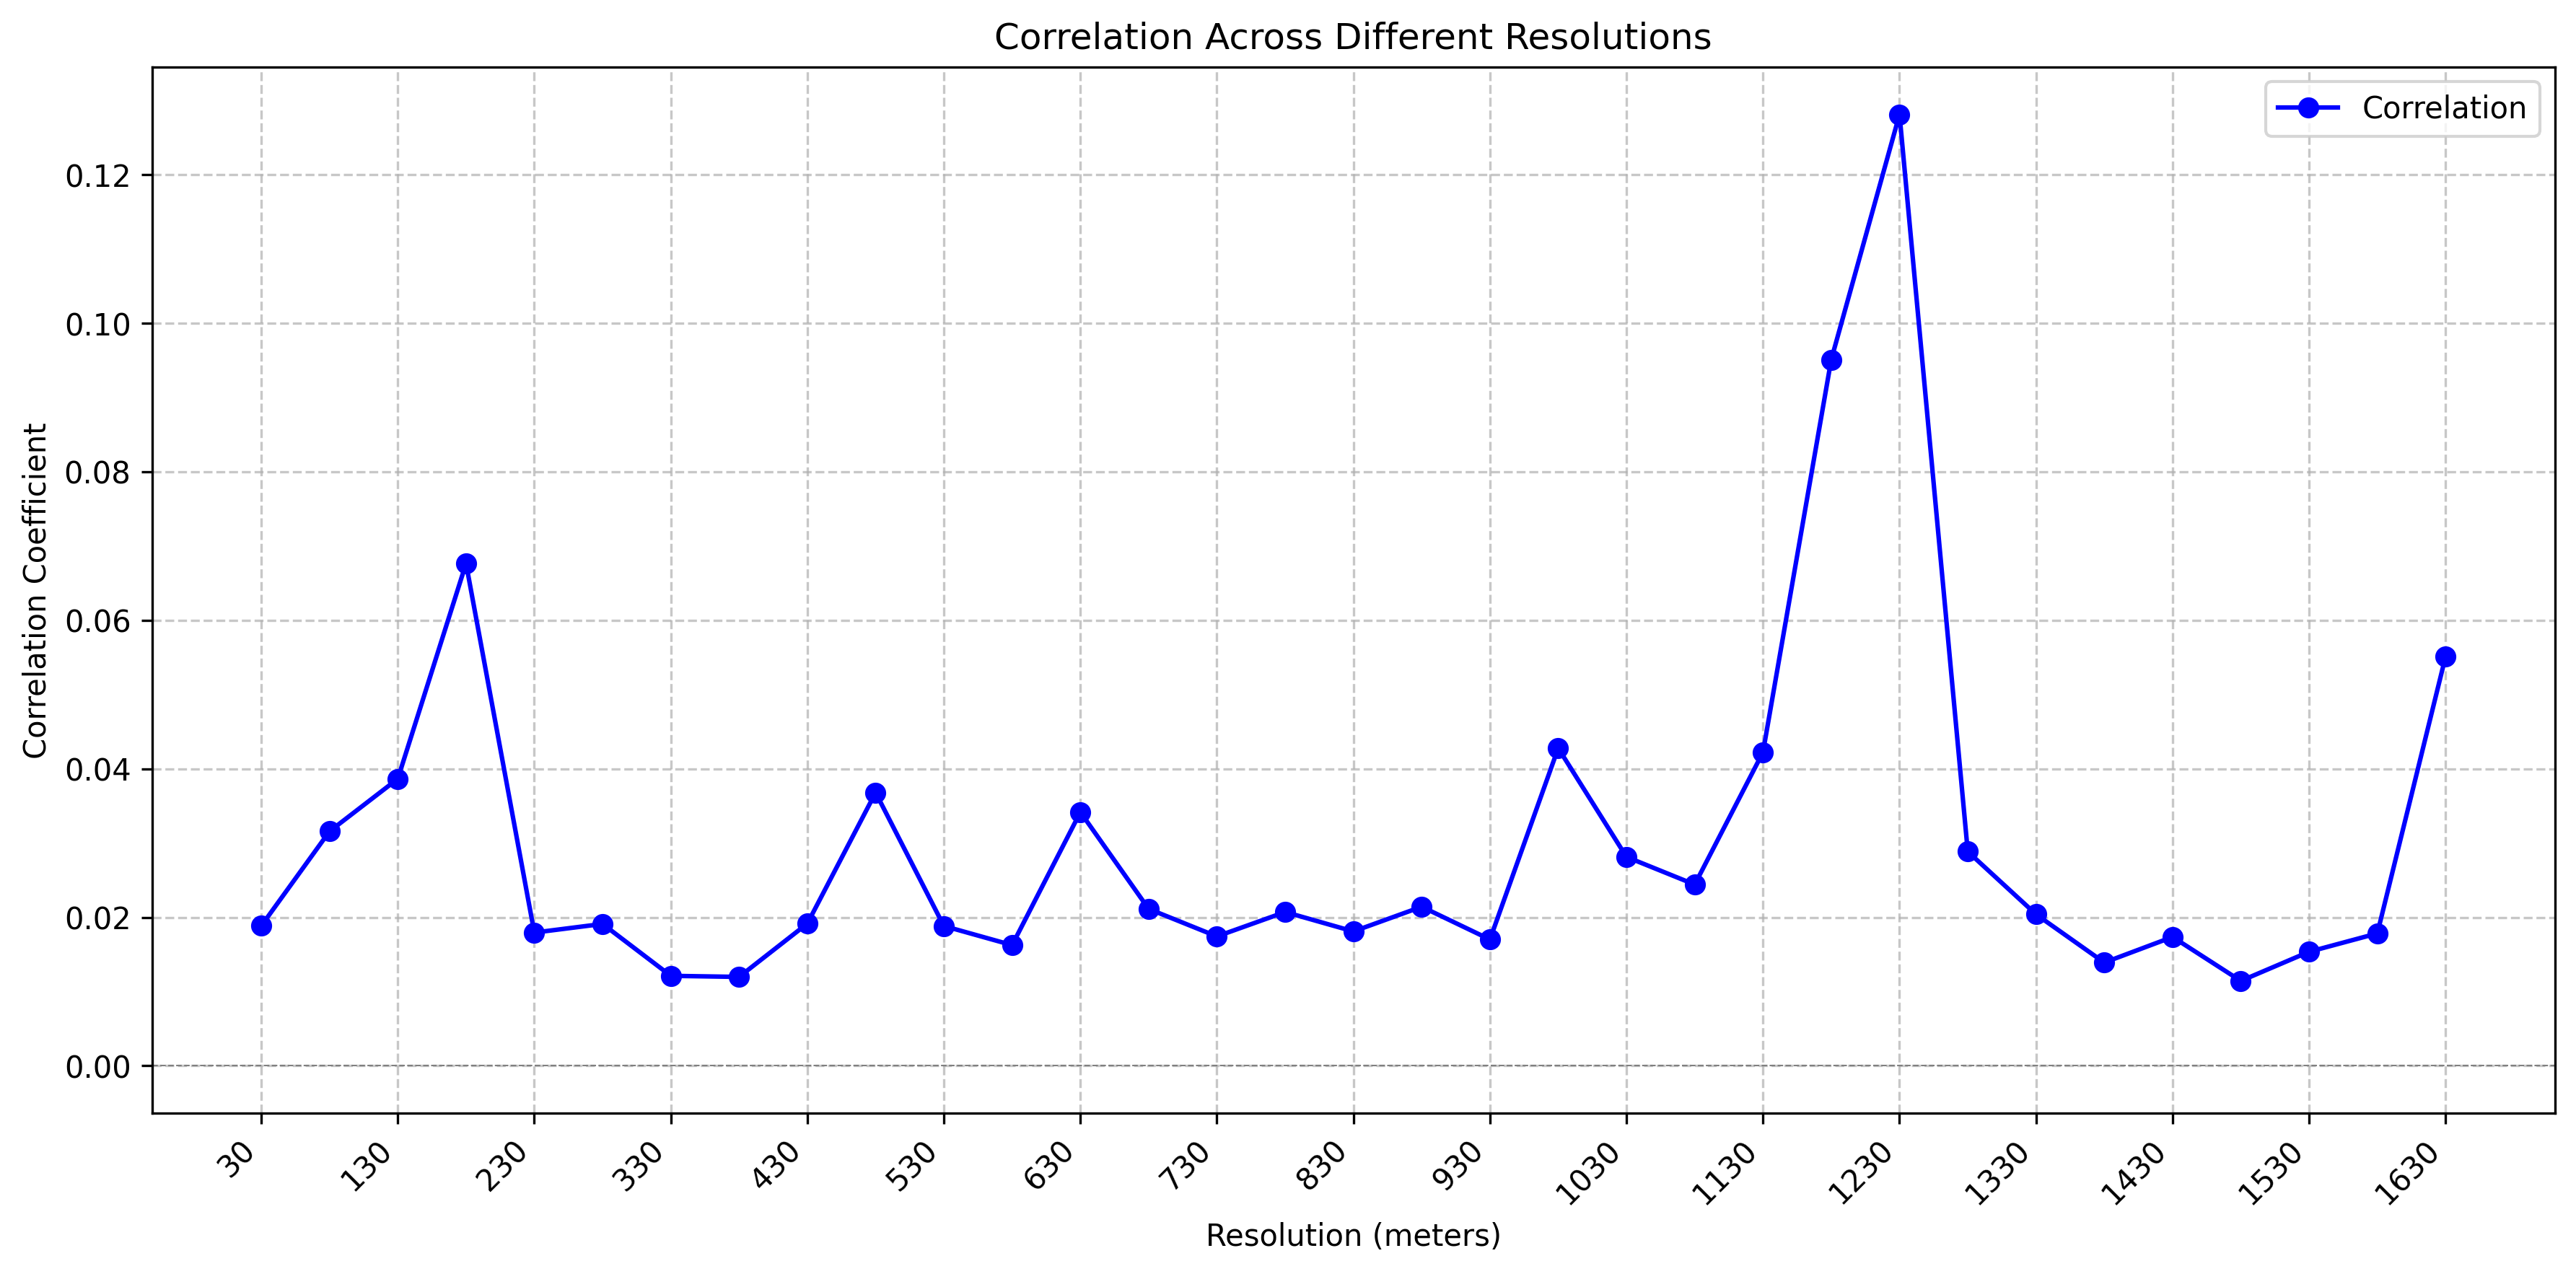 Correlation Across Different Resolutions
Correlation
Correlation Coefficient
0.12
0.10
0.08
0.06
0.04
0.02
0.00
30 130 230 330 430 530 630 730 830 930 1030 1130 1230 1330 1430 1530 1630
Resolution (meters)